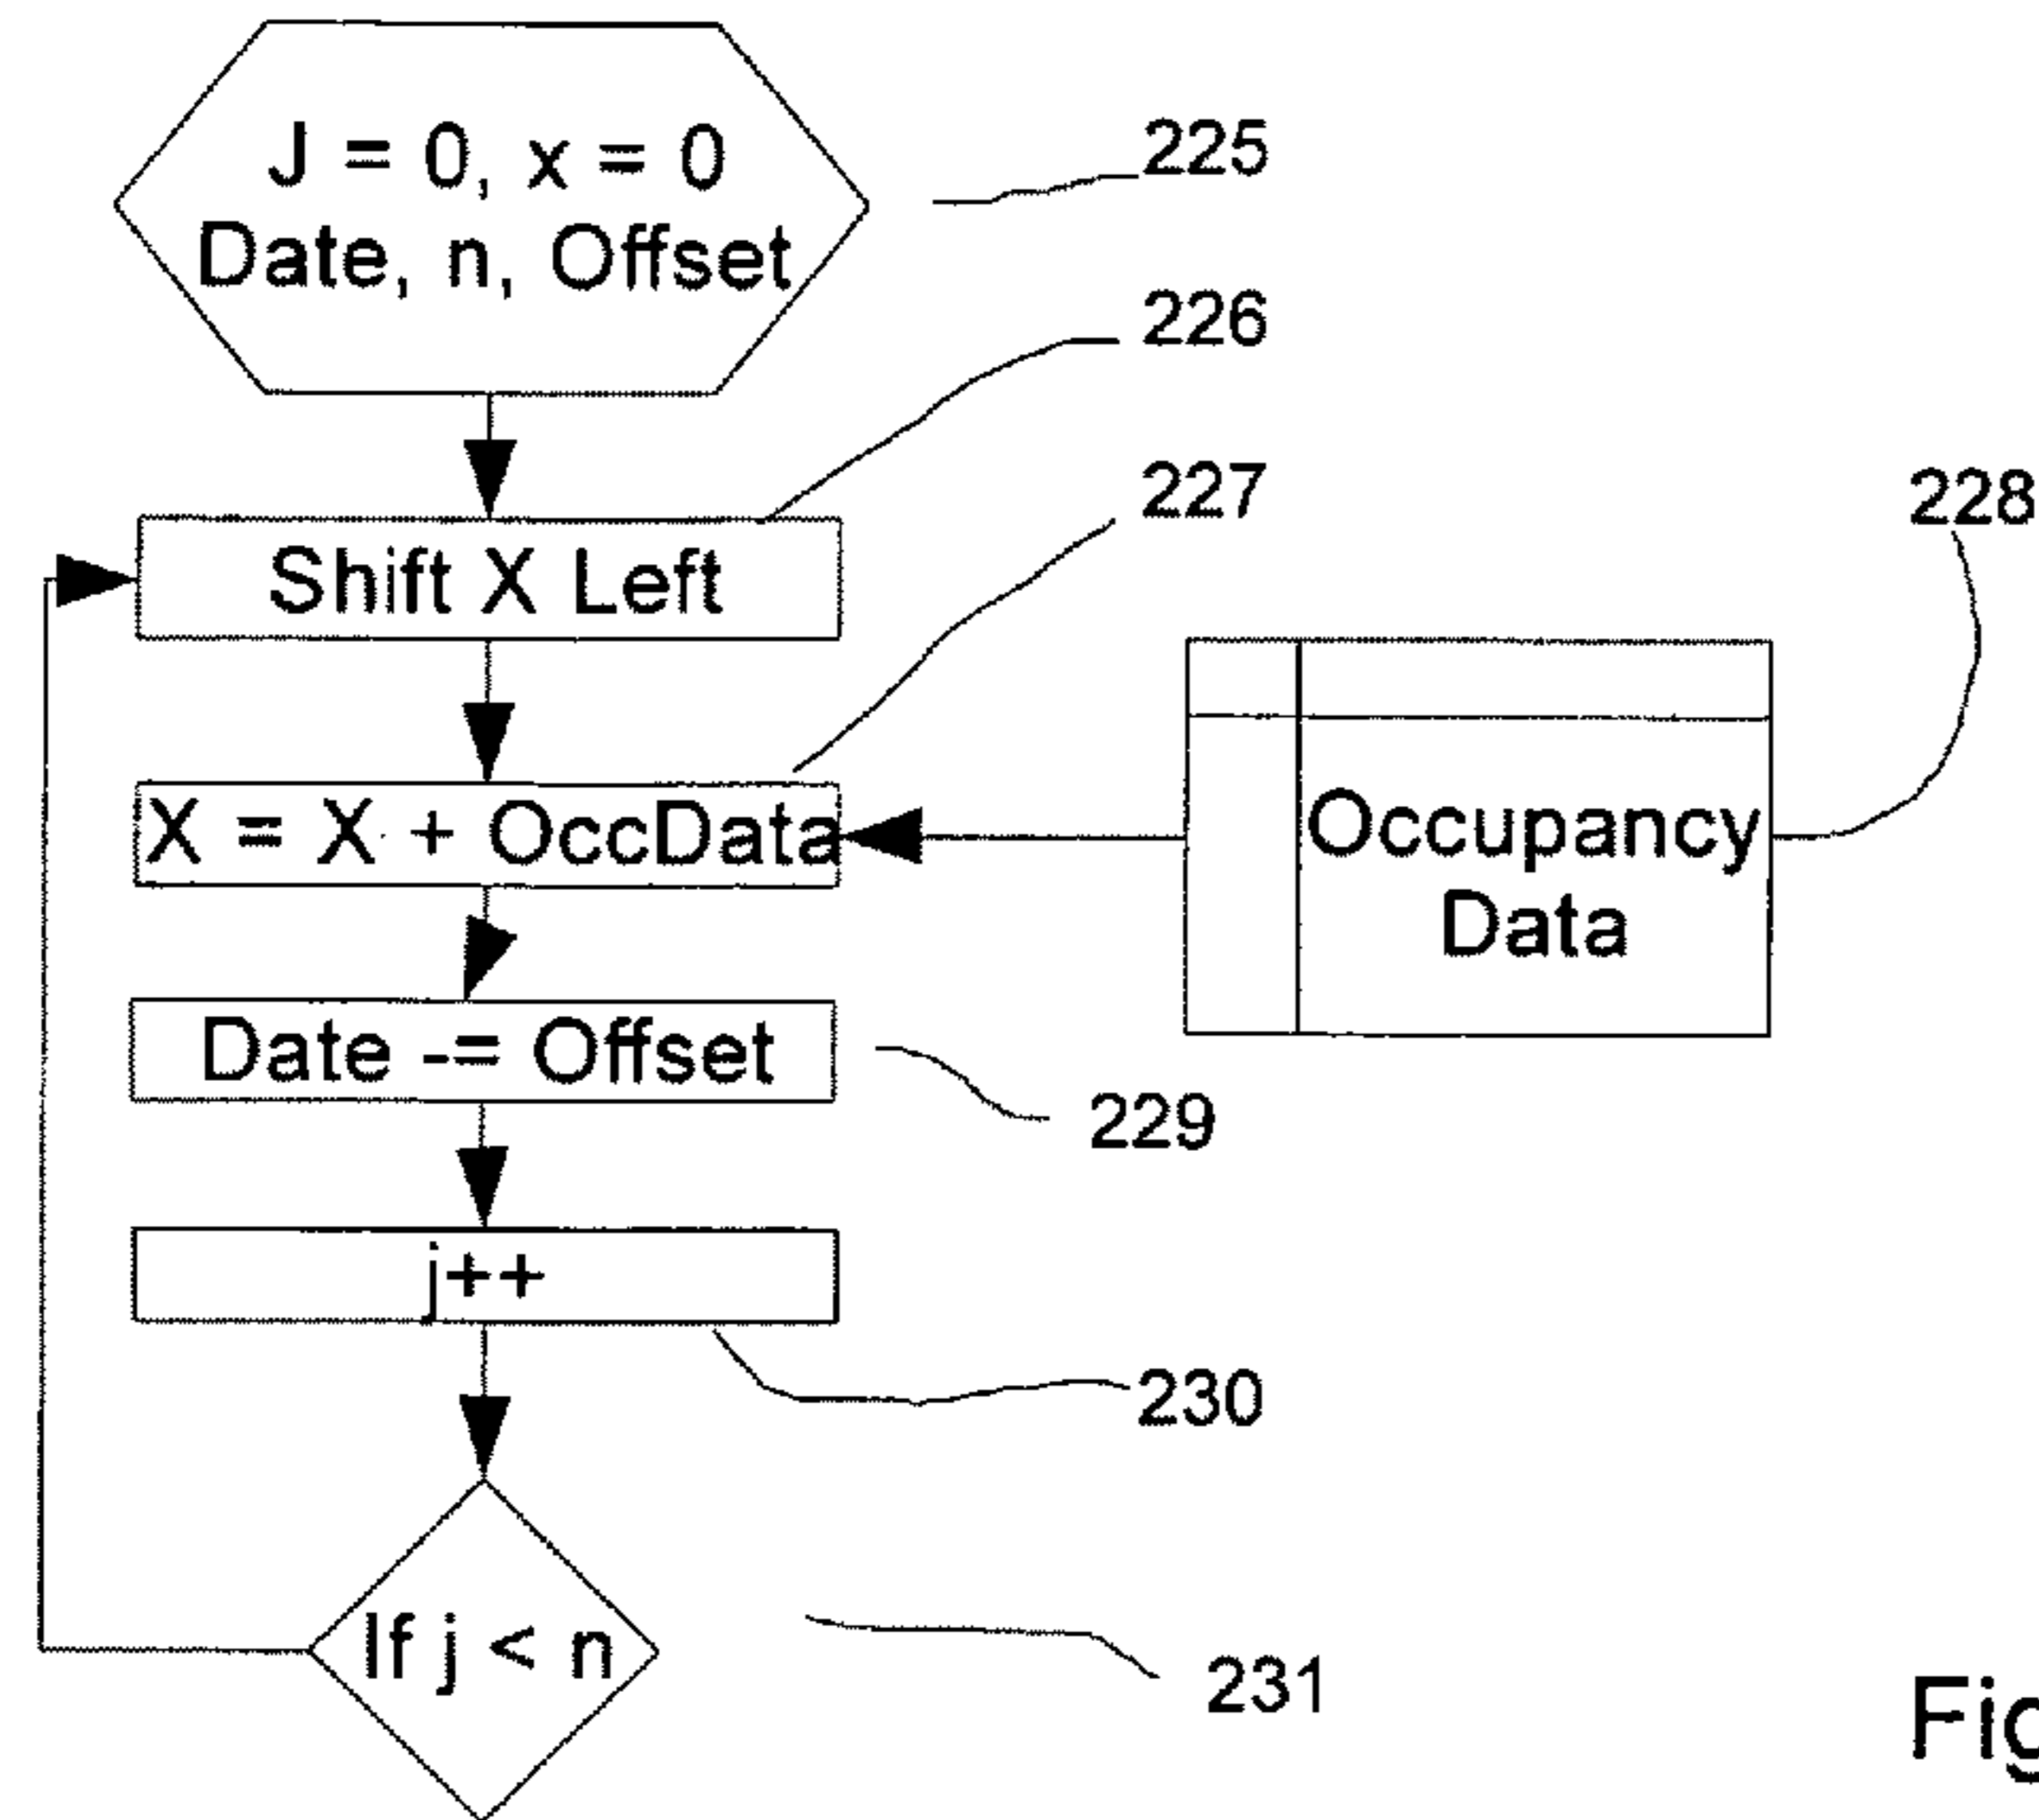 J = 0, x = 0
Date, n, Offset
225
226
Shift X Left
227
228
X = X + OccData
Occupancy
Data
Date -= Offset
229
j++
230
If j < n
231
Fig